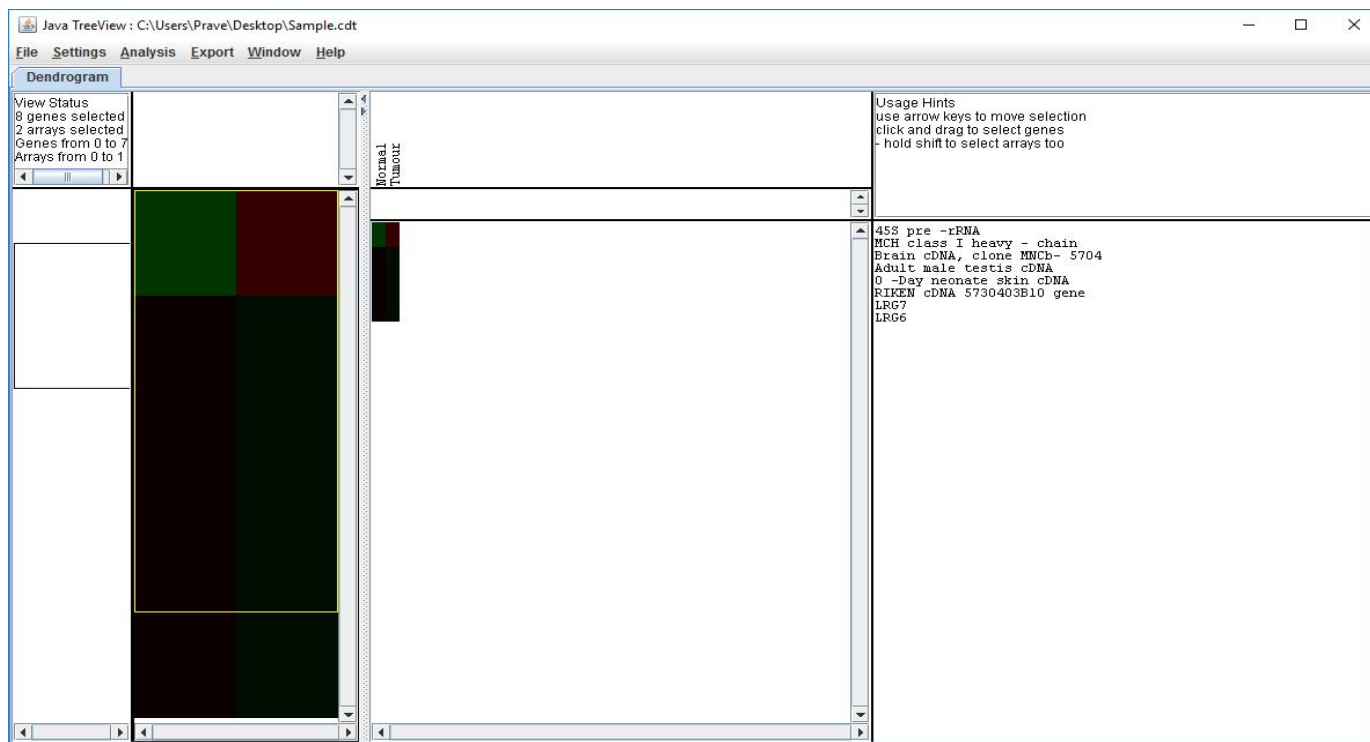 Java TreeView : C:\Users\Prave\Desktop\Sample.cdt
File Settings Analysis Export Window Help
Dendrogram
View Status
8 genes selected
2 arrays selected
Genes from 0 to 7
Arrays from 0 to 1
Normal
Tumour
Usage Hints
use arrow keys to move selection
click and drag to select genes
- hold shift to select arrays too
45S pre -rRNA
MCH class I heavy - chain
Brain cDNA, clone MNCb- 5704
Adult male testis cDNA
0 -Day neonate skin cDNA
RIKEN cDNA 5730403B10 gene
LRG7
LRG6